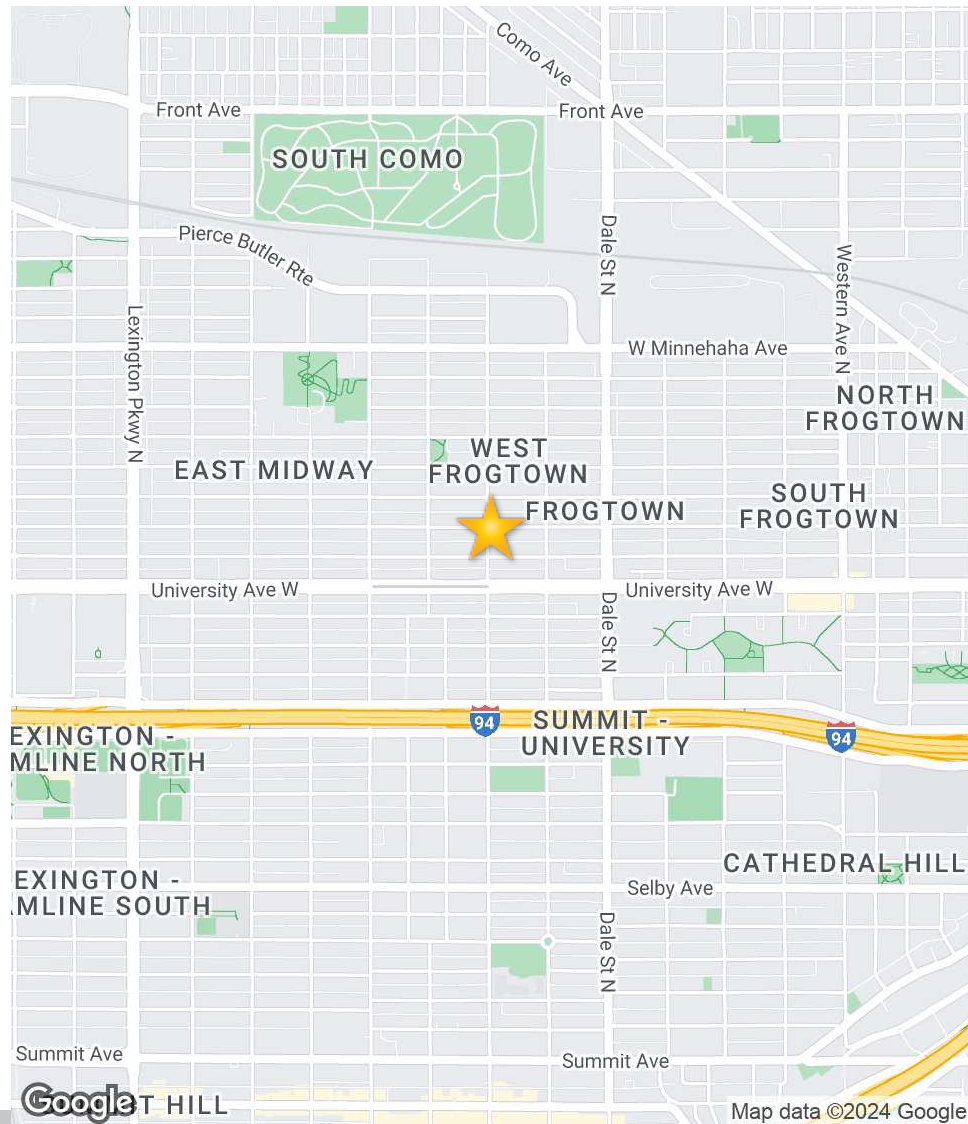 Como Ave
Front Ave
Front Ave
SOUTH COMO
Pierce Butler Rte
Dale St N
Western Ave N
Lexington Pkwy N
W Minnehaha Ave
NORTH
FROGTOWN
WEST
FROGTOWN
EAST MIDWAY
SOUTH
FROGTOWN
FROGTOWN
University Ave W
University Ave W
Dale St N
94
SUMMIT -
UNIVERSITY
94
EXINGTON -
MLINE NORTH
CATHEDRAL HILL
EXINGTON -
AMLINE SOUTH
Selby Ave
Dale St N
Summit Ave
Summit Ave
Google
T HILL
Map data ©2024 Google